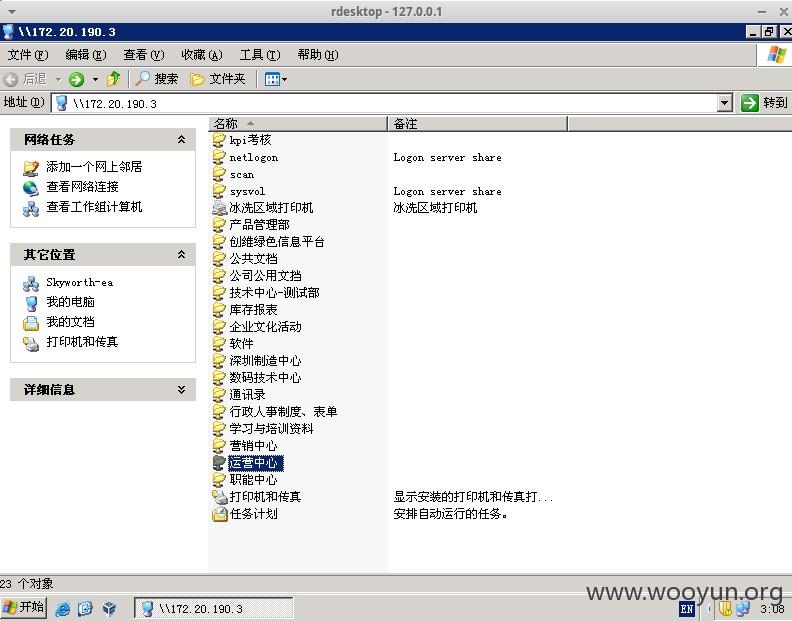 rdesktop - 127.0.0.1
\\172.20.190.3
文件(F) 编辑(E) 查看(V) 收藏(A) 工具(T) 帮助(H)
后退 搜索 文件夹
地址(D) \\172.20.190.3 转到
网络任务
添加一个网上邻居
查看网络连接
查看工作组计算机
其它位置
Skyworth-ea
我的电脑
我的文档
打印机和传真
详细信息
名称 备注
kpi考核
netlogon Logon server share
scan
sysvol Logon server share
冰洗区域打印机 冰洗区域打印机
产品管理部
创维绿色信息平台
公共文档
公司公用文档
技术中心-测试部
库存报表
企业文化活动
软件
深圳制造中心
数码技术中心
通讯录
行政人事制度、表单
学习与培训资料
营销中心
运营中心
职能中心
打印机和传真 显示安装的打印机和传真打...
任务计划 安排自动运行的任务。
23 个对象
www.wooyun.org
开始 \\172.20.190.3 EN 3:08